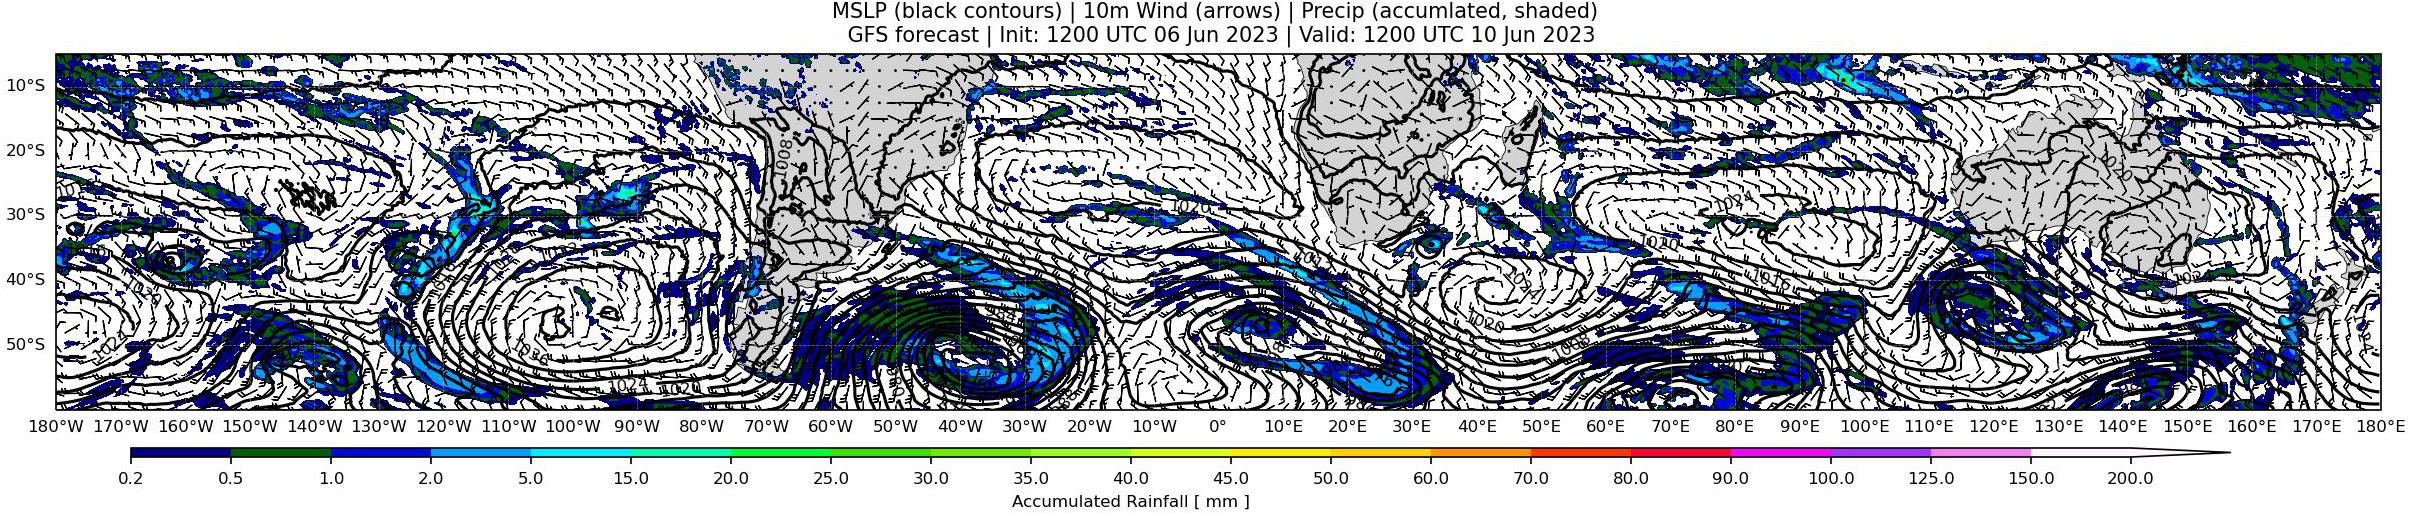 MSLP (black contours) | 10m Wind (arrows) | Precip (accumlated, shaded)
GFS forecast | Init: 1200 UTC 06 Jun 2023 | Valid: 1200 UTC 10 Jun 2023
10°S
20°S
30°S
40°S
50°S
1008
1024
1020
1016
1024
1020
1024
1020
1024
1020
1024
180°W 170°W 160°W 150°W 140°W 130°W 120°W 110°W 100°W 90°W 80°W 70°W 60°W 50°W 40°W 30°W 20°W 10°W 0° 10°E 20°E 30°E 40°E 50°E 60°E 70°E 80°E 90°E 100°E 110°E 120°E 130°E 140°E 150°E 160°E 170°E 180°E
0.2 0.5 1.0 2.0 5.0 15.0 20.0 25.0 30.0 35.0 40.0 45.0 50.0 60.0 70.0 80.0 90.0 100.0 125.0 150.0 200.0
Accumulated Rainfall [ mm ]